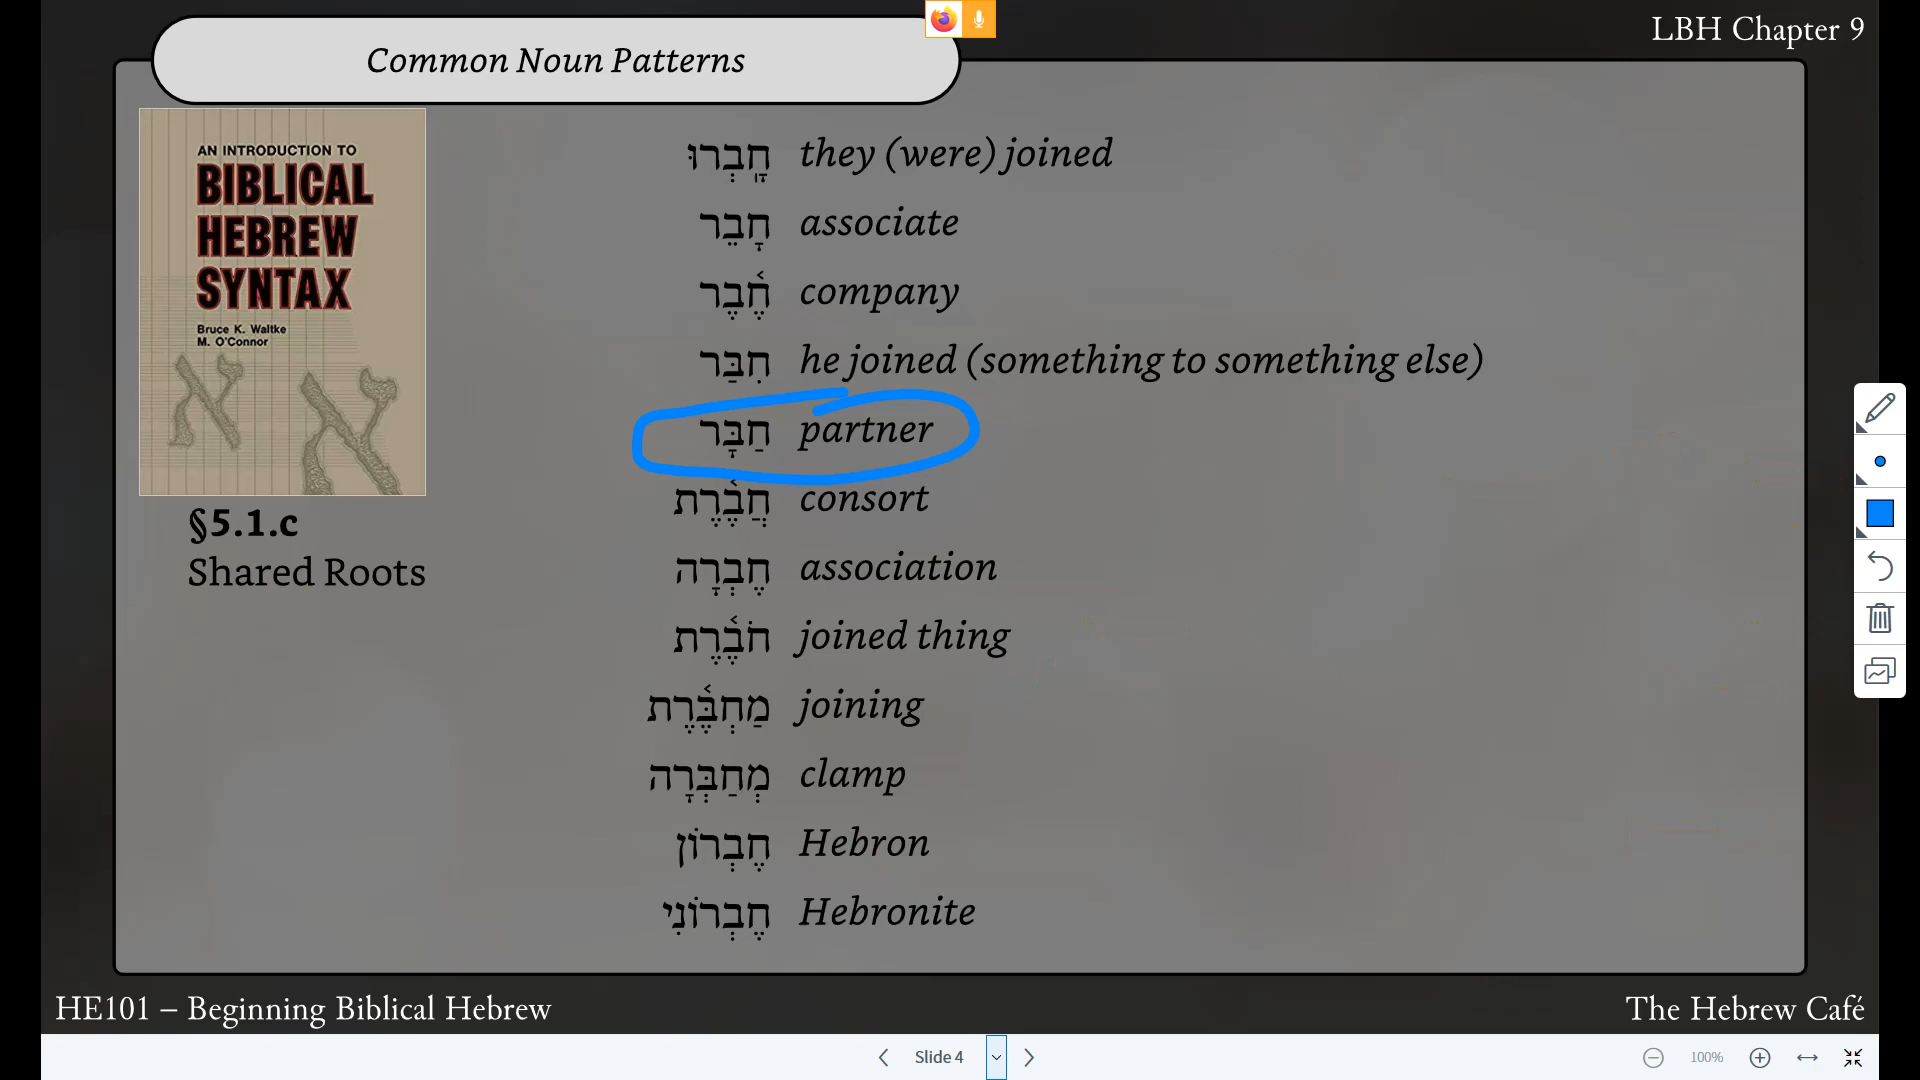 LBH Chapter 9
Common Noun Patterns
AN INTRODUCTION TO
BIBLICAL
HEBREW
SYNTAX
Bruce K. Waltke
M. O'Connor
א א
§5.1.c
Shared Roots
חָֽבְרוּ they (were) joined
חָבֵר associate
חֶ֫בֶר company
חִבַּר he joined (something to something else)
חַבָּר partner
חֲבֶ֫רֶת consort
חֶבְרָה association
חֹבֶ֫רֶת joined thing
מַחְבֶּ֫רֶת joining
מְחַבְּרָה clamp
חֶבְרוֹן Hebron
חֶבְרוֹנִי Hebronite
HE101 – Beginning Biblical Hebrew
The Hebrew Café
Slide 4
100%